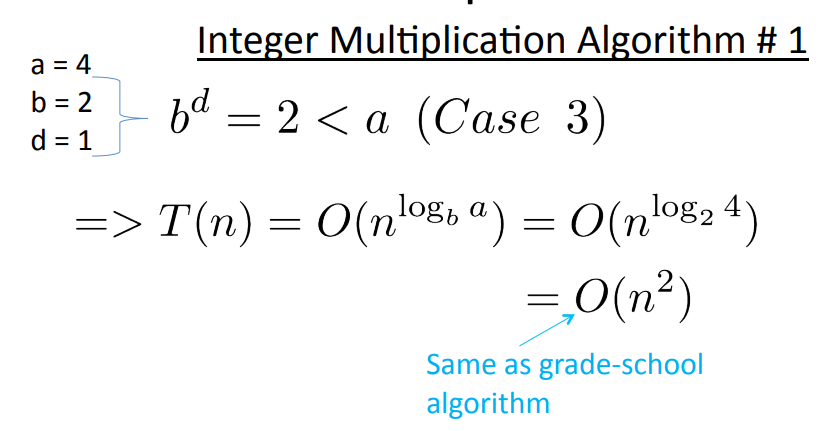 Integer Multiplication Algorithm # 1
a = 4
b = 2
d = 1
b^d = 2 < a (Case 3)
=> T(n) = O(n^{log_b a}) = O(n^{log_2 4})
= O(n^2)
Same as grade-school
algorithm